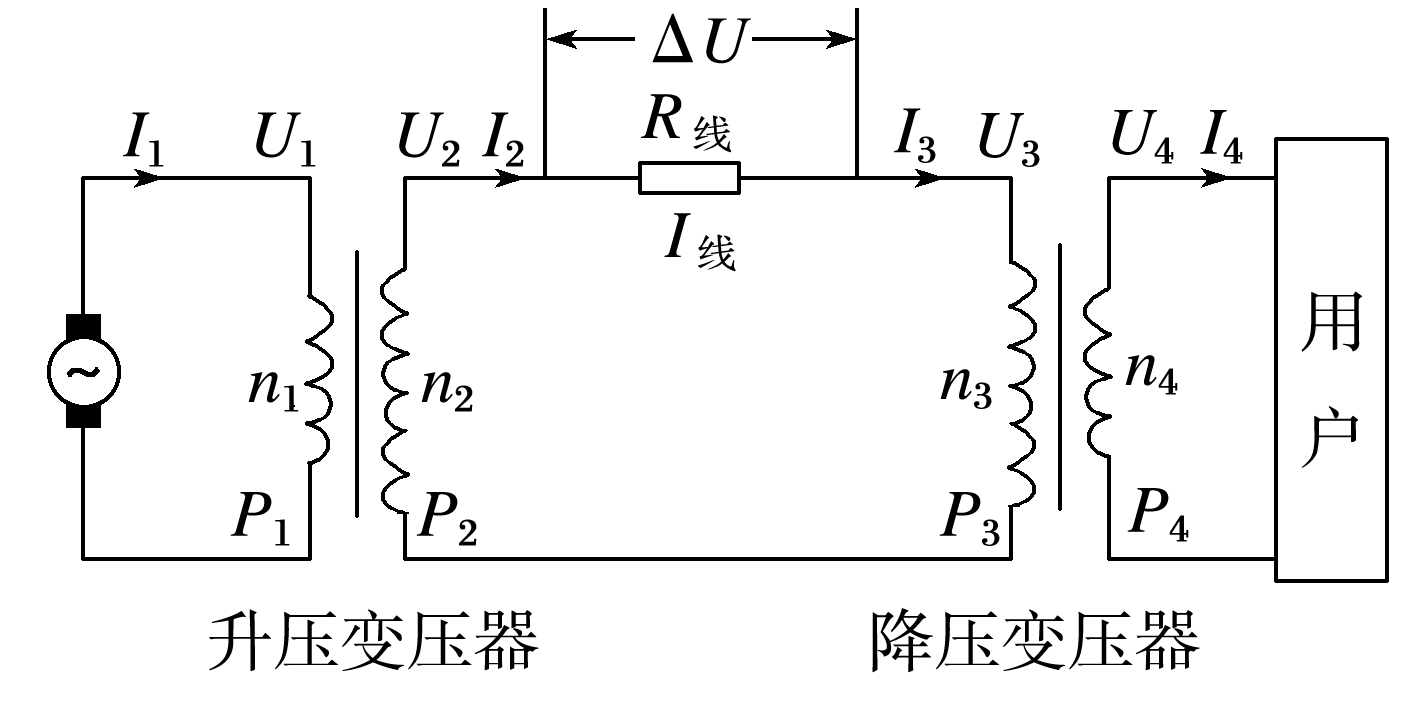 ΔU
R线
I1 U1 U2 I2 I3 U3 U4 I4
I线
n1 n2 n3 n4
用户
P1 P2 P3 P4
升压变压器 降压变压器